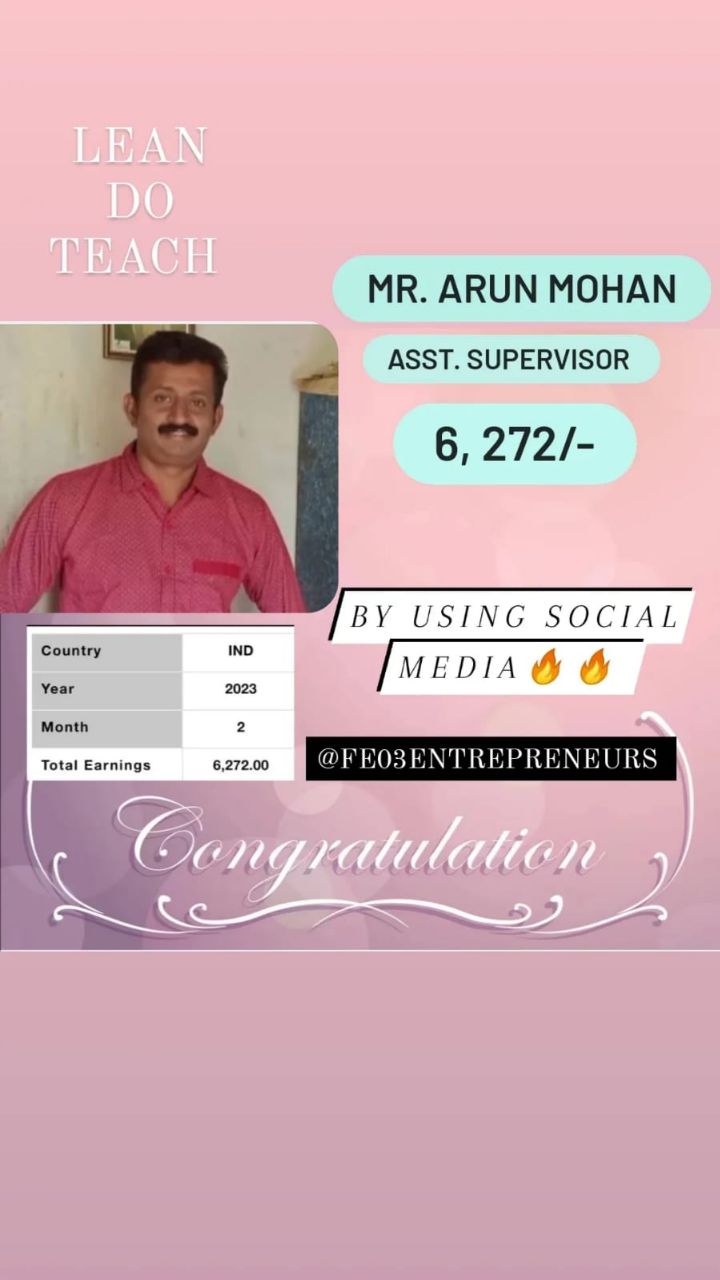 LEAN
DO
TEACH
MR. ARUN MOHAN
ASST. SUPERVISOR
6, 272/-
BY USING SOCIAL
MEDIA🔥 🔥
Country IND
Year 2023
Month 2
Total Earnings 6,272.00
@FE03ENTREPRENEURS
Congratulation